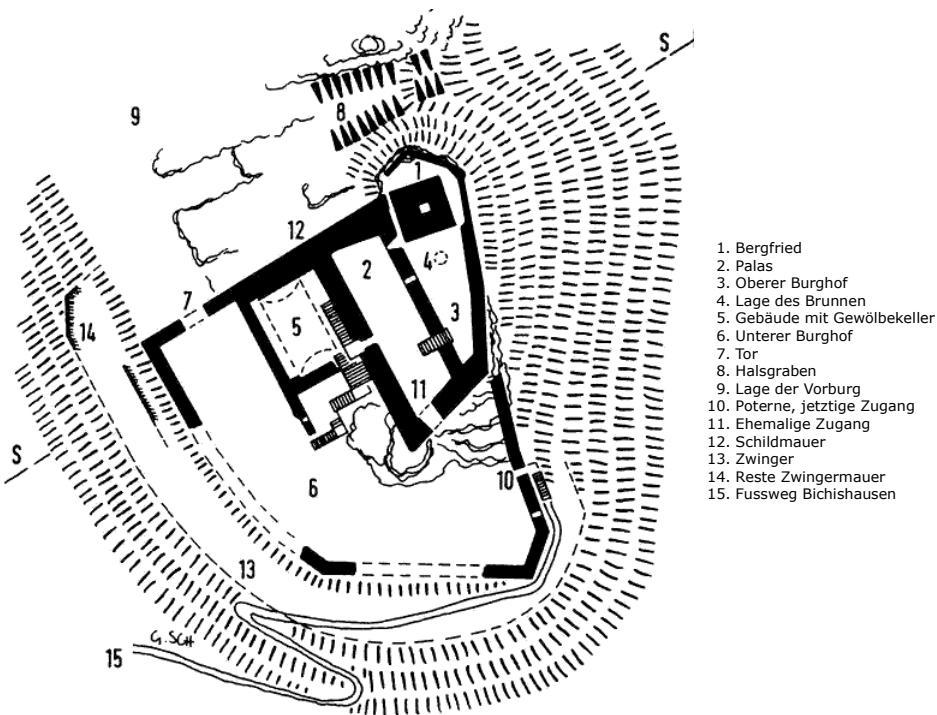 S
9
8
1
12
2
4
7
5
3
14
11
S
6
10
13
G. SCH
15
1. Bergfried
2. Palas
3. Oberer Burghof
4. Lage des Brunnen
5. Gebäude mit Gewölbekeller
6. Unterer Burghof
7. Tor
8. Halsgraben
9. Lage der Vorburg
10. Poterne, jetztige Zugang
11. Ehemalige Zugang
12. Schildmauer
13. Zwinger
14. Reste Zwingermauer
15. Fussweg Bichishausen